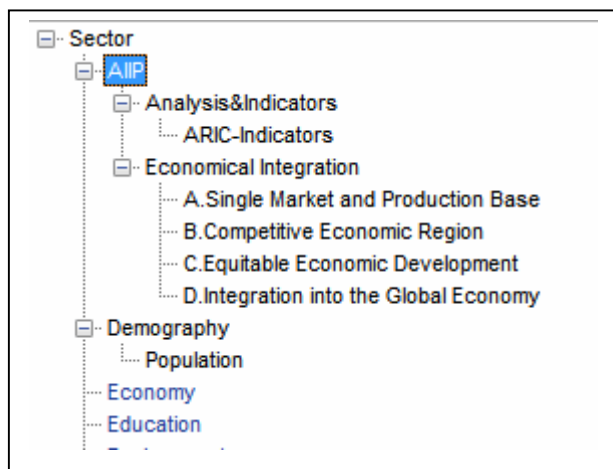 Sector
AIIP
Analysis&Indicators
ARIC-Indicators
Economical Integration
A.Single Market and Production Base
B.Competitive Economic Region
C.Equitable Economic Development
D.Integration into the Global Economy
Demography
Population
Economy
Education